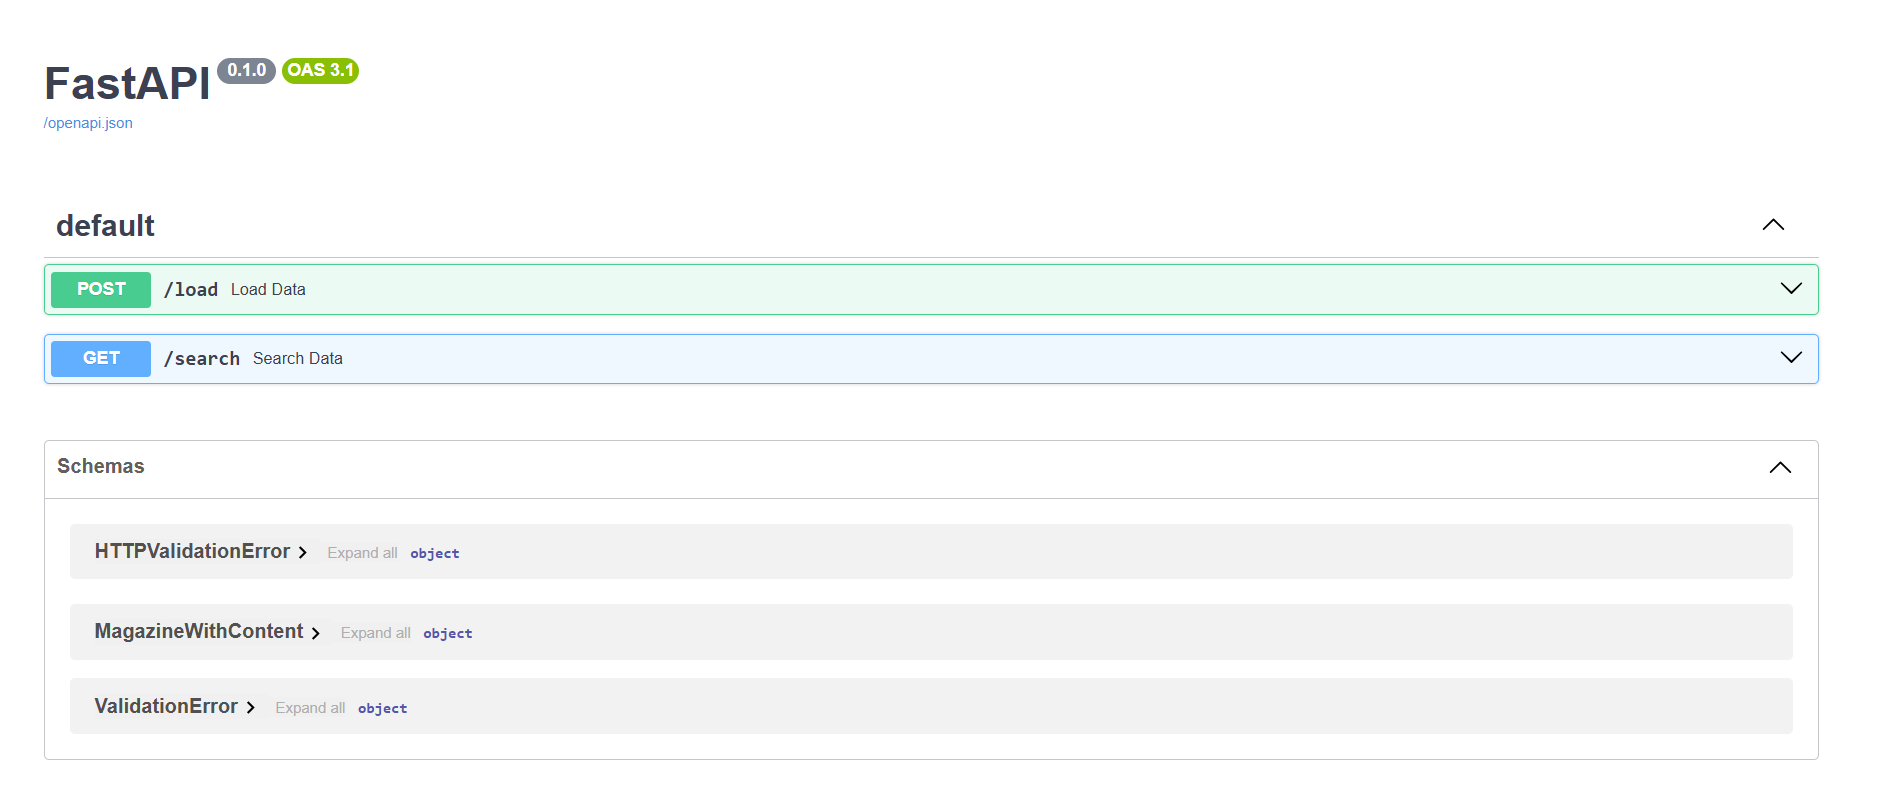 FastAPI 0.1.0 OAS 3.1
/openapi.json
default
POST /load Load Data
GET /search Search Data
Schemas
HTTPValidationError Expand all object
MagazineWithContent Expand all object
ValidationError Expand all object